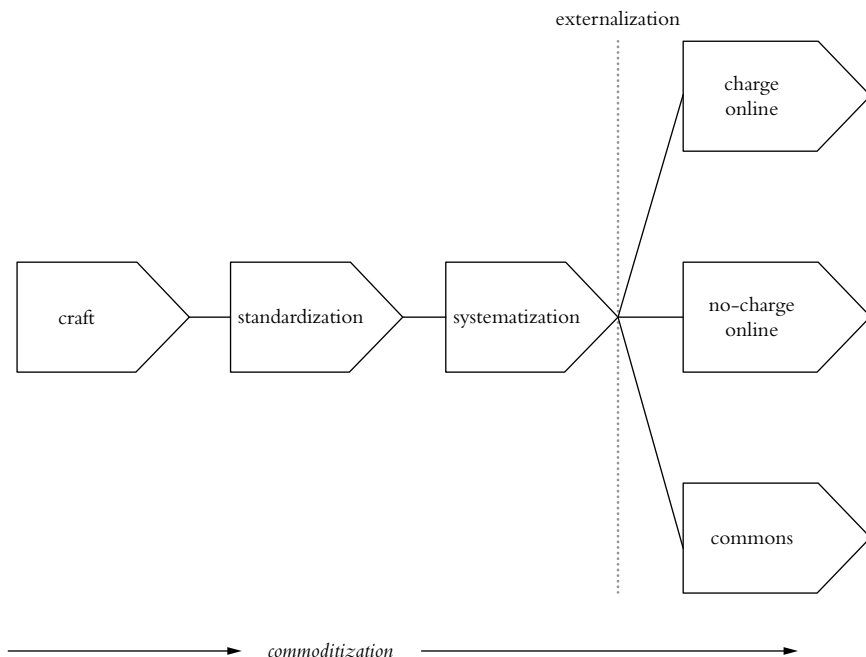 externalization
charge
online
craft
standardization
systematization
no-charge
online
commons
commoditization